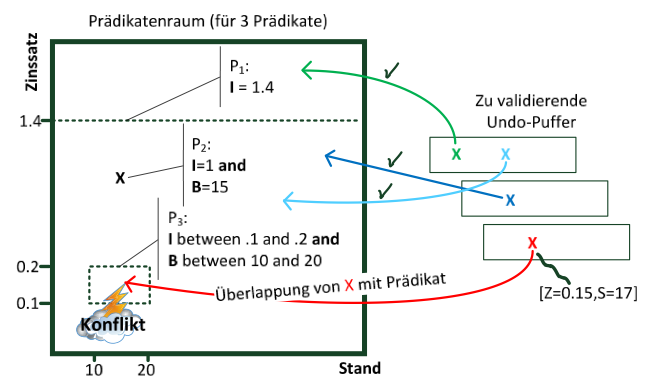 Prädikatenraum (für 3 Prädikate)
Zinssatz
P₁:
I = 1.4
1.4
✓
Zu validierende
Undo-Puffer
X X
P₂:
I=1 and
B=15
X
✓
✓
X
P₃:
I between .1 and .2 and
B between 10 and 20
X
0.2
0.1
Überlappung von X mit Prädikat
[Z=0.15,S=17]
Konflikt
10 20
Stand